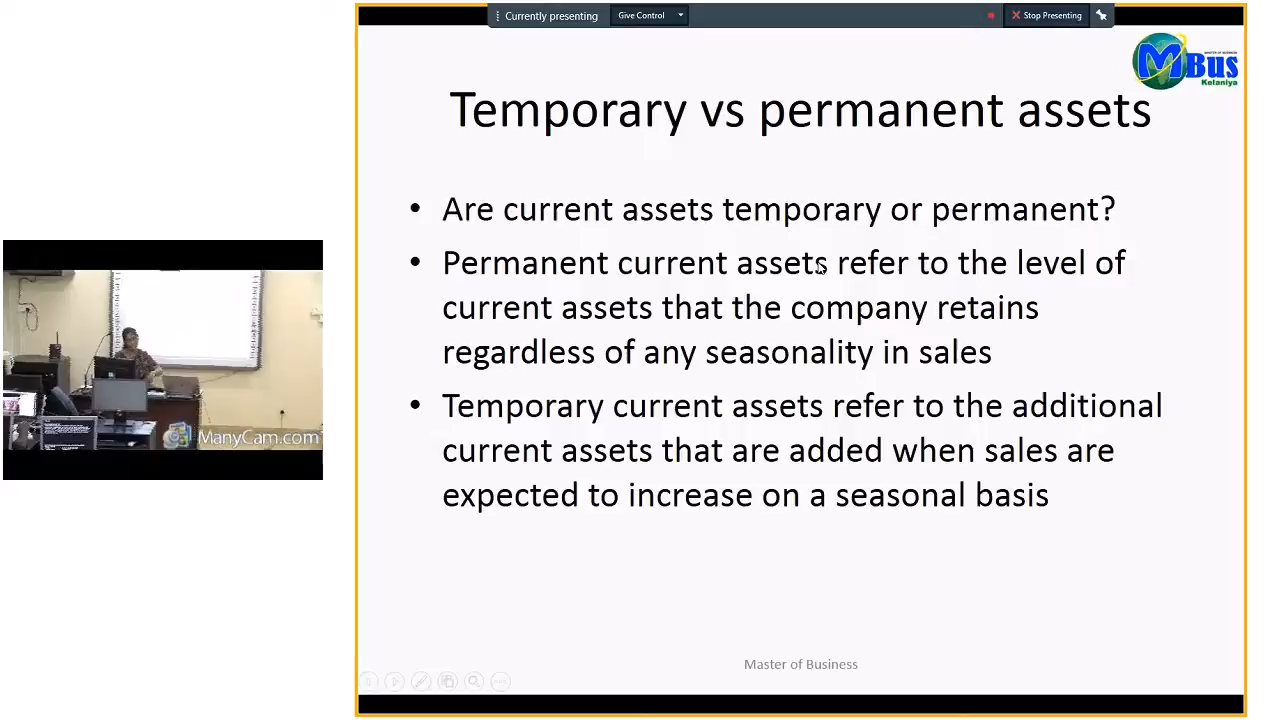 Currently presenting
Give Control
Stop Presenting
MASTER OF BUSINESS
MBus
Kelaniya
Temporary vs permanent assets
• Are current assets temporary or permanent?
• Permanent current assets refer to the level of
current assets that the company retains
regardless of any seasonality in sales
• Temporary current assets refer to the additional
current assets that are added when sales are
expected to increase on a seasonal basis
ManyCam.com
Master of Business